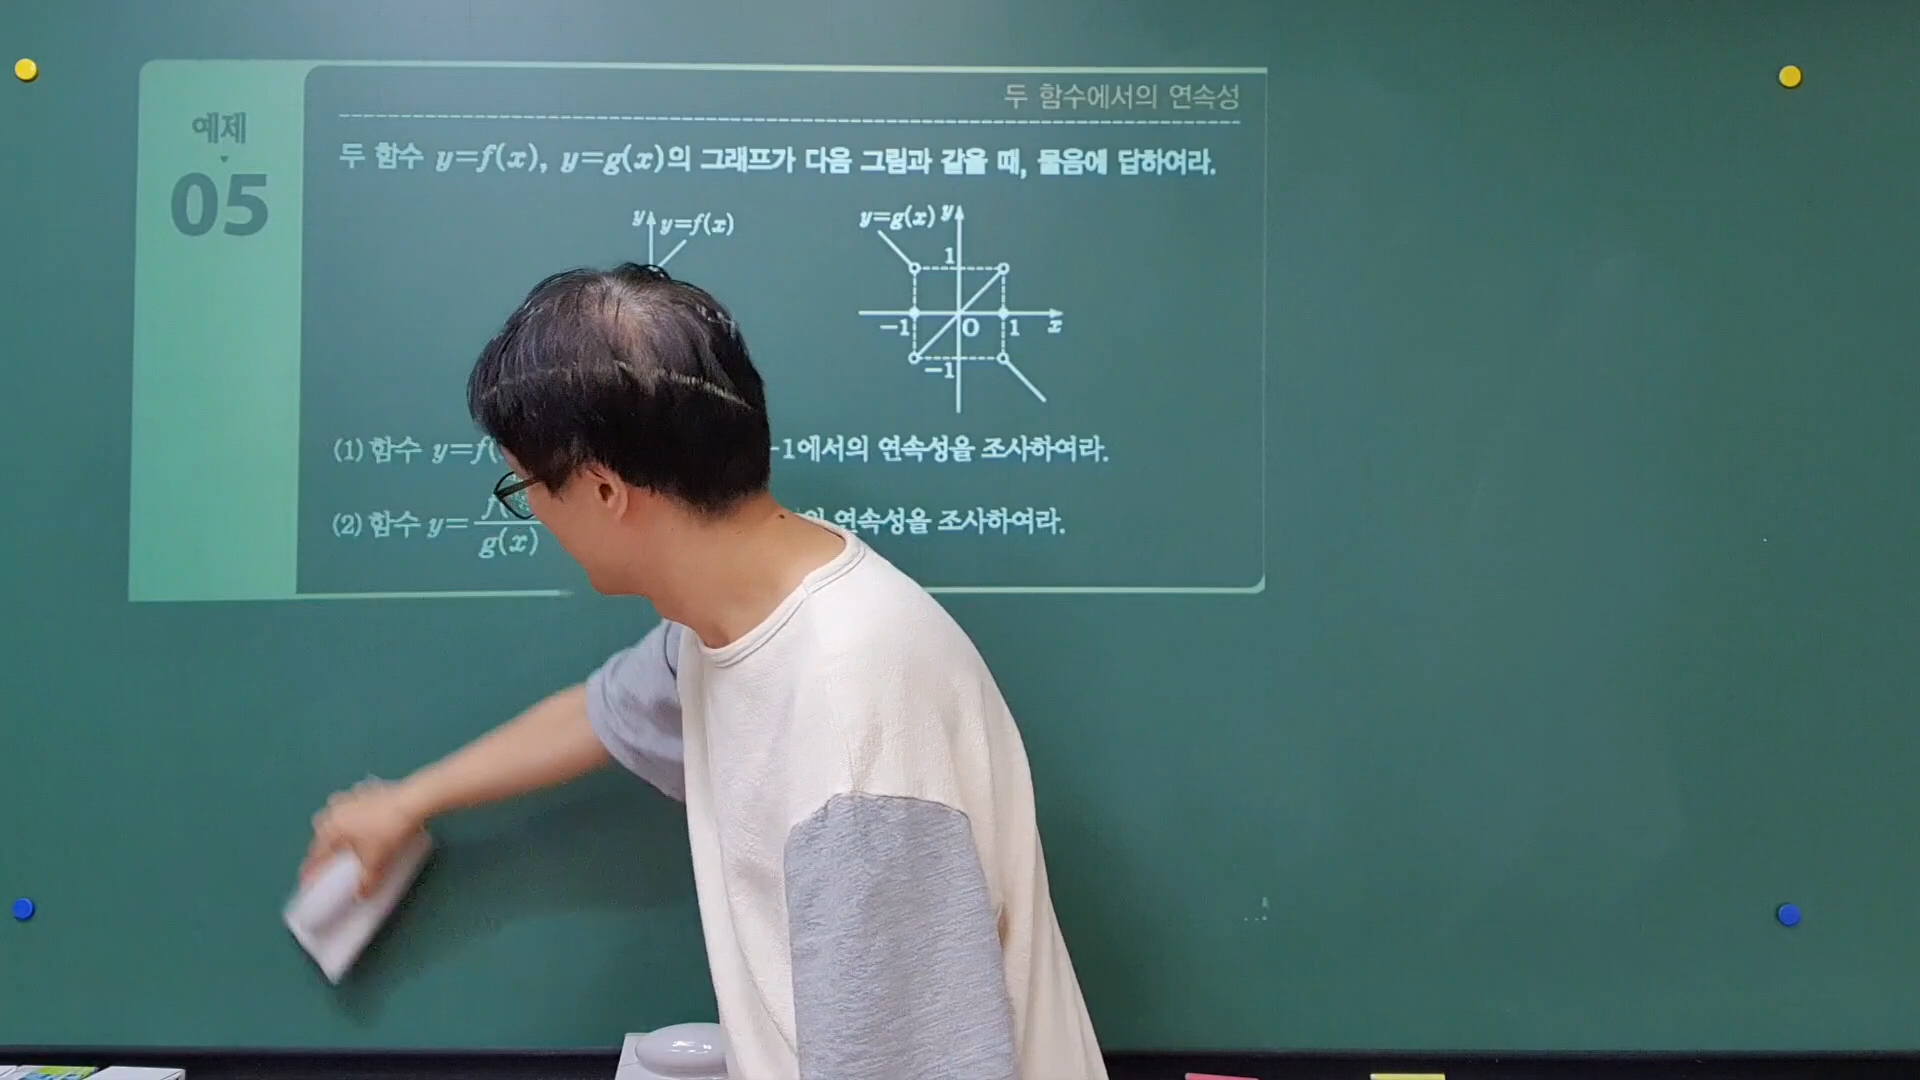 두 함수에서의 연속성
예제
05
두 함수 y=f(x), y=g(x)의 그래프가 다음 그림과 같을 때, 물음에 답하여라.
y y=f(x)
y=g(x) y
1
-1 O 1 x
-1
(1) 함수 y=f( -1에서의 연속성을 조사하여라.
(2) 함수 y= f( / g(x) 연속성을 조사하여라.